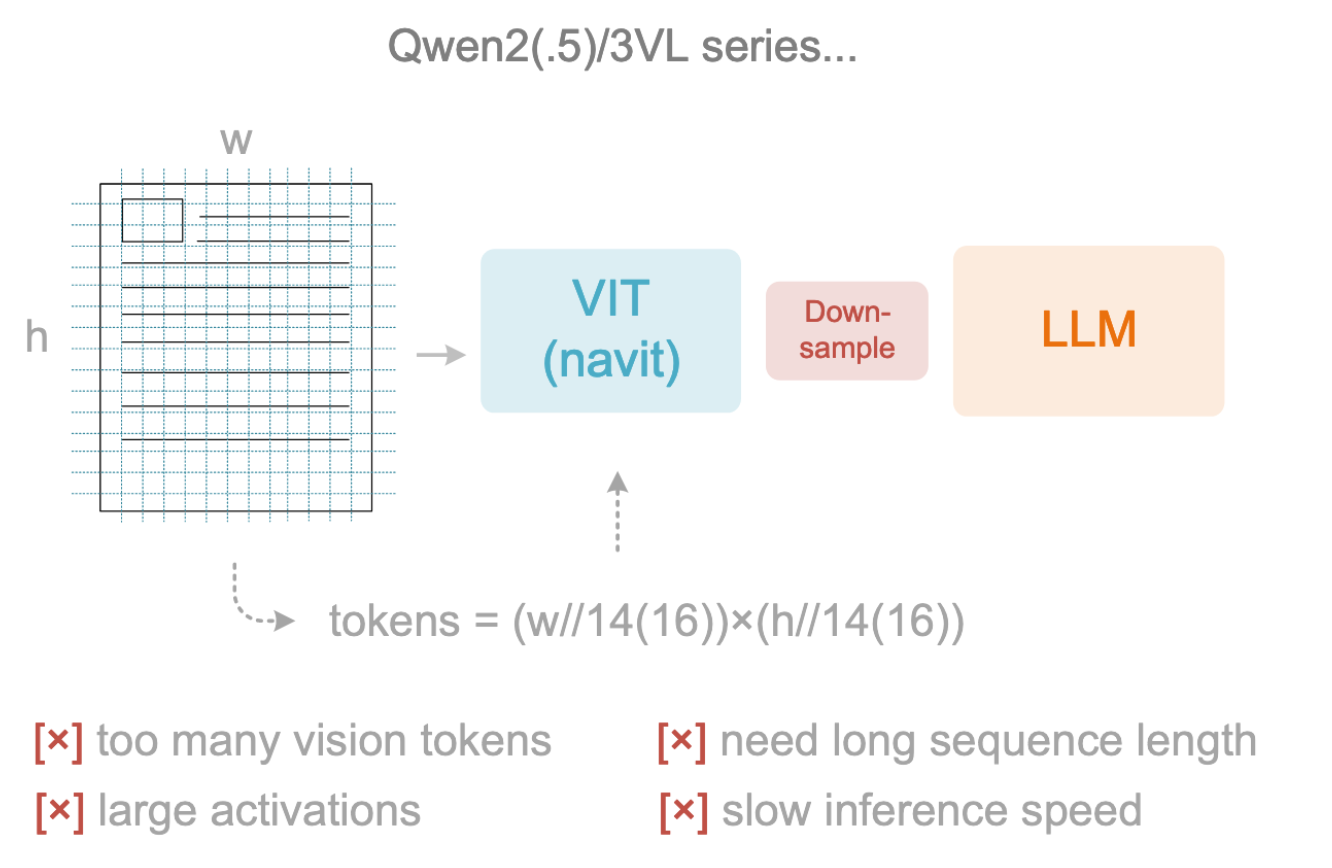 Qwen2(.5)/3VL series...
w
h
VIT
(navit)
Down-
sample
LLM
tokens = (w//14(16))×(h//14(16))
[×] too many vision tokens
[×] need long sequence length
[×] large activations
[×] slow inference speed